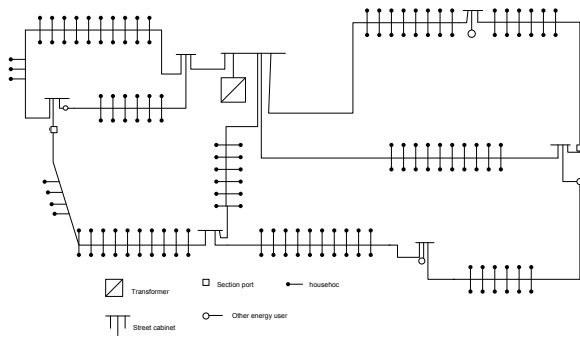 Transformer
Section port
househoc
Street cabinet
Other energy user